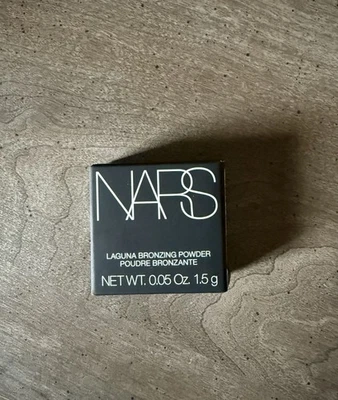 NARS
LAGUNA BRONZING POWDER
POUDRE BRONZANTE
NET WT. 0.05 Oz. 1.5 g